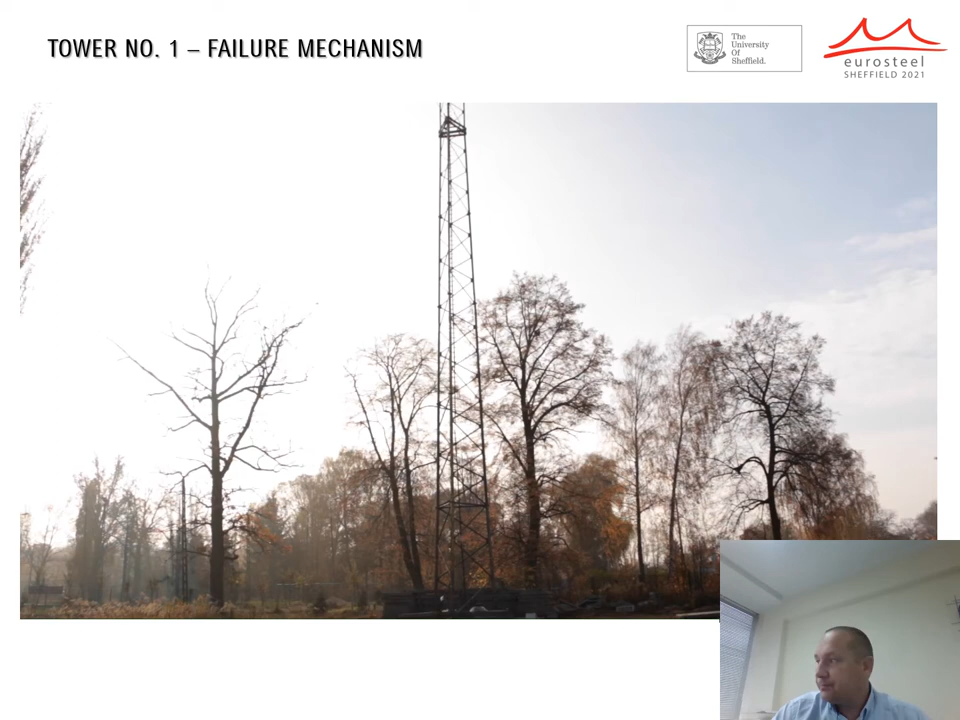 TOWER NO. 1 – FAILURE MECHANISM
The
University
Of
Sheffield.
eurosteel
SHEFFIELD 2021